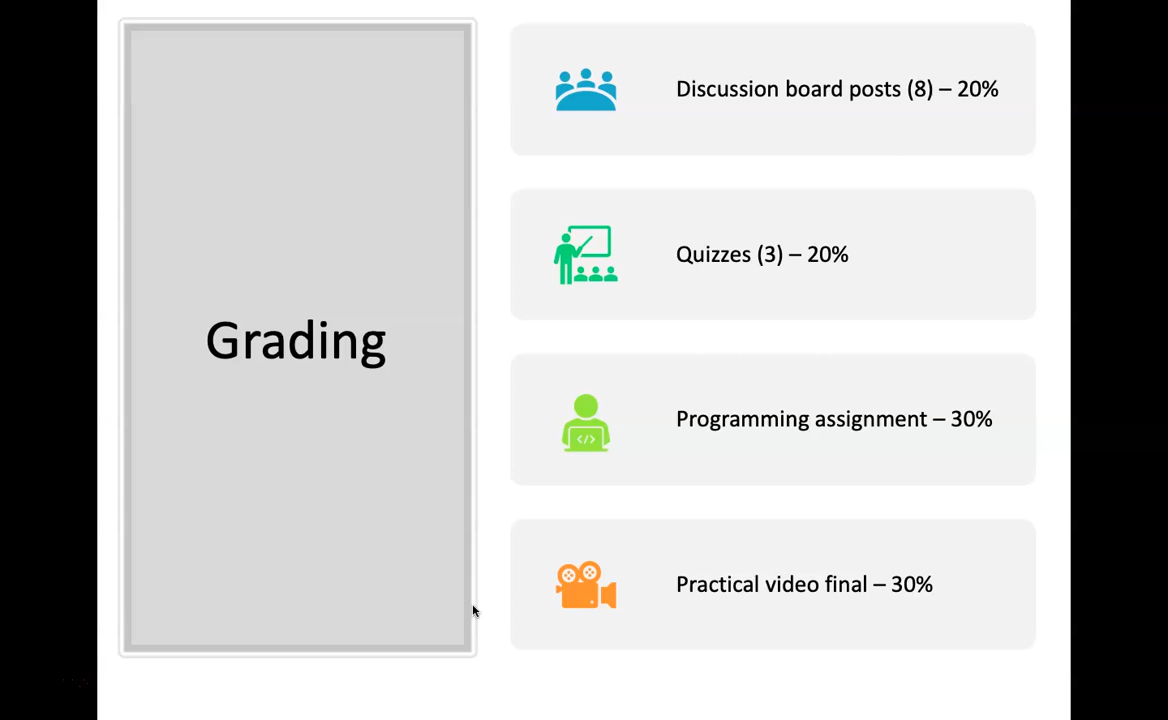 Grading
Discussion board posts (8) – 20%
Quizzes (3) – 20%
Programming assignment – 30%
Practical video final – 30%